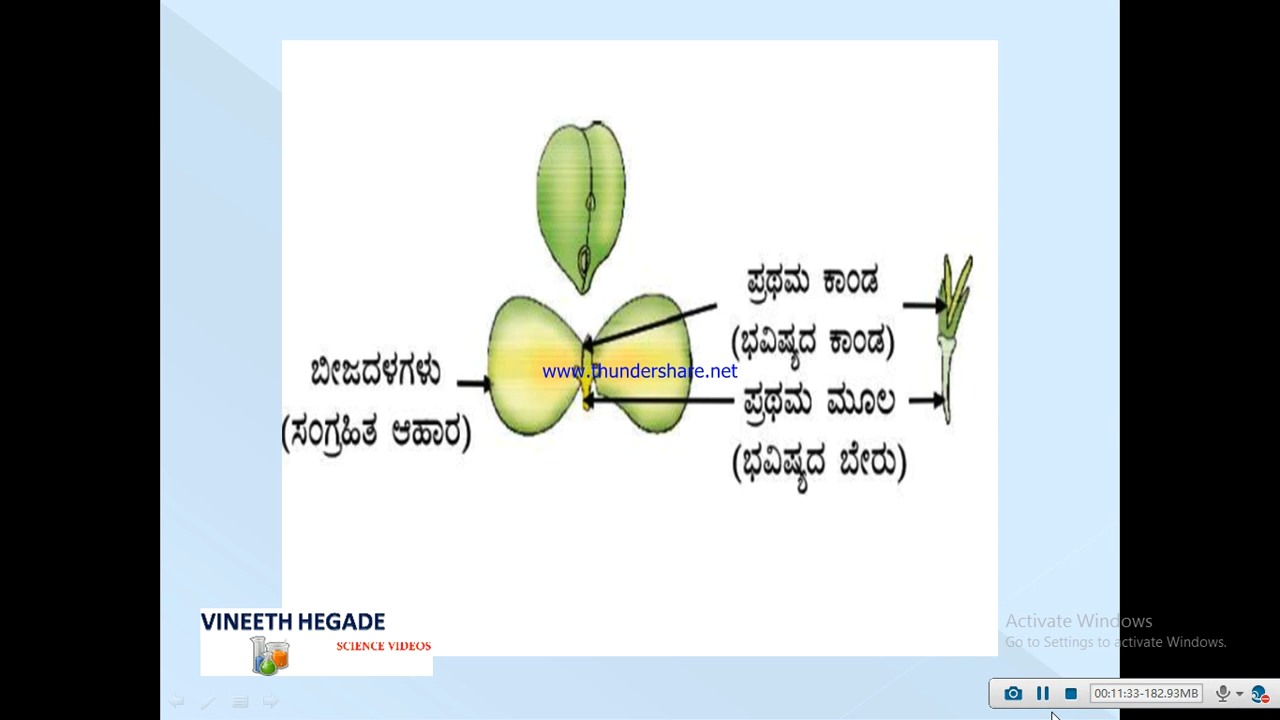 ಪ್ರಥಮ ಕಾಂಡ
(ಭವಿಷ್ಯದ ಕಾಂಡ)
ಬೀಜದಳಗಳು
(ಸಂಗ್ರಹಿತ ಆಹಾರ)
www.thundershare.net
ಪ್ರಥಮ ಮೂಲ
(ಭವಿಷ್ಯದ ಬೇರು)
VINEETH HEGADE
SCIENCE VIDEOS
Activate Windows
Go to Settings to activate Windows.
00:11:33-182.93MB